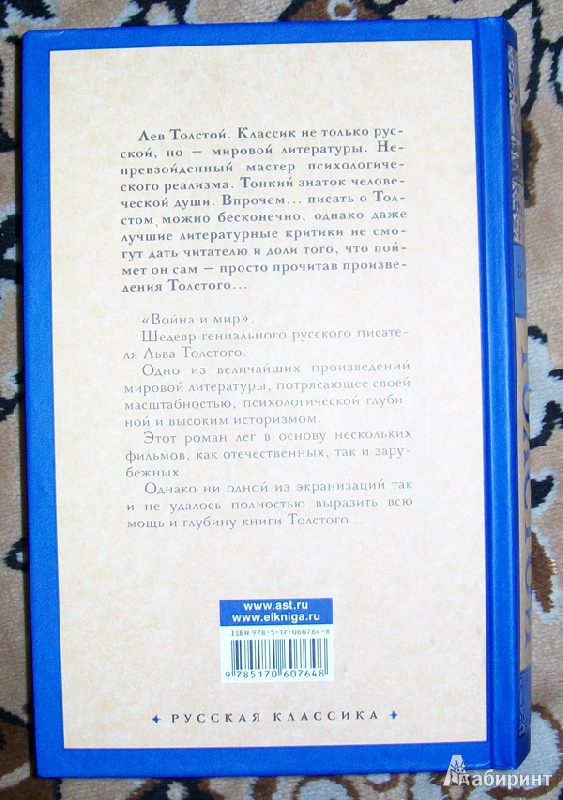 Лев Толстой. Классик не только рус-
ской, но — мировой литературы. Не-
превзойденный мастер психологиче-
ского реализма. Тонкий знаток челове-
ческой души. Впрочем... писать о Тол-
стом можно бесконечно, однако даже
лучшие литературные критики не смо-
гут дать читателю и доли того, что пой-
мет он сам — просто прочитав произве-
дения Толстого...
«Война и мир».
Шедевр гениального русского писате-
ля Льва Толстого.
Одно из величайших произведений
мировой литературы, потрясающее своей
масштабностью, психологической глуби
ной и высоким историзмом.
Этот роман лег в основу нескольких
фильмов, как отечественных, так и зару-
бежных.
Однако ни одной из экранизаций так
и не удалось полностью выразить всю
мощь и глубину книги Толстого...
www.ast.ru
www.elkniga.ru
ISBN 978-5-17-060764-8
9 785170 607648
РУССКАЯ КЛАССИКА
ТОЛСТОЙ
Лабиринт